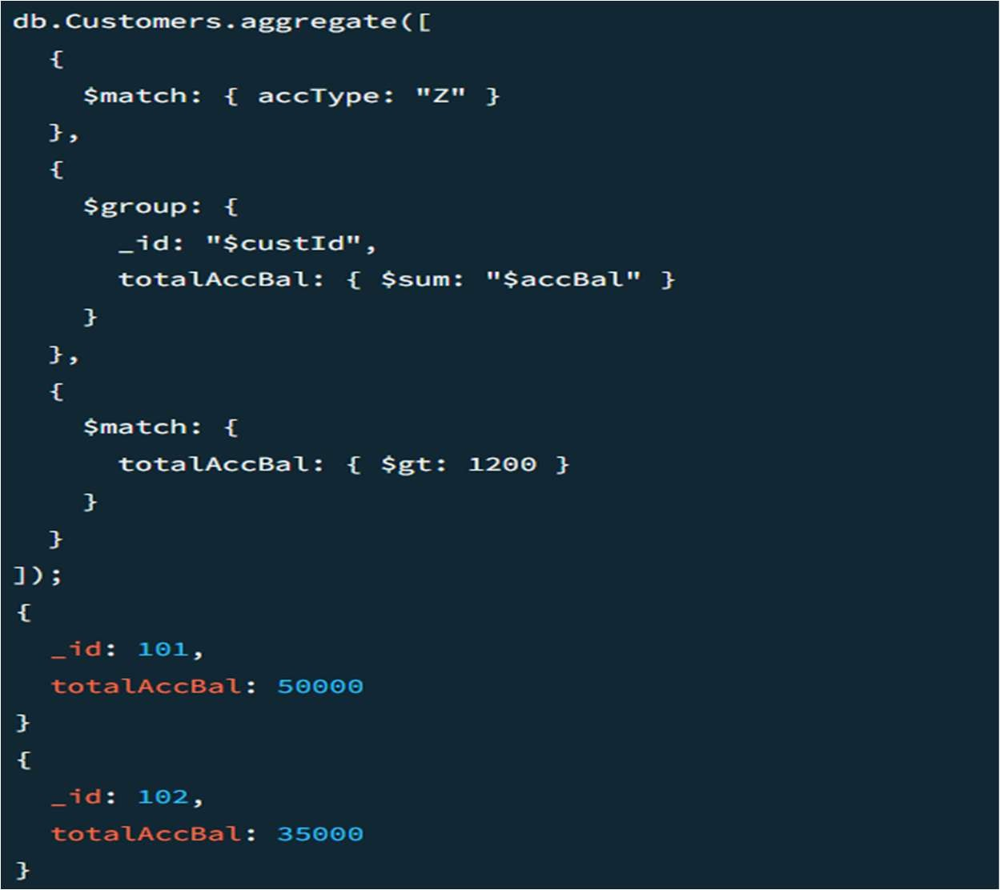 db.Customers.aggregate([
  {
    $match: { accType: "Z" }
  },
  {
    $group: {
      _id: "$custId",
      totalAccBal: { $sum: "$accBal" }
    }
  },
  {
    $match: {
      totalAccBal: { $gt: 1200 }
    }
  }
]);
{
  _id: 101,
  totalAccBal: 50000
}
{
  _id: 102,
  totalAccBal: 35000
}